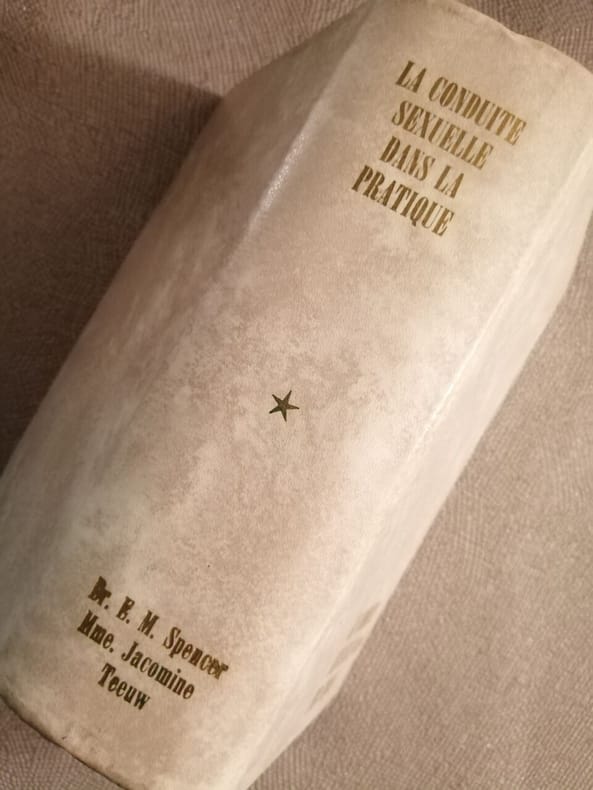 LA CONDUITE
SEXUELLE
DANS LA
PRATIQUE
Dr. E. M. Spencer
Mme. Jacomine
Teeuw